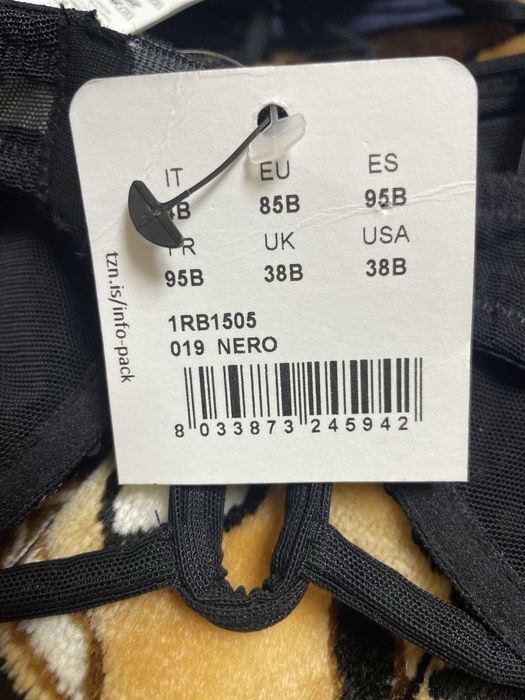 IT EU ES
4B 85B 95B
FR UK USA
95B 38B 38B
1RB1505
019 NERO
8 033873 245942
tzn.is/info-pack